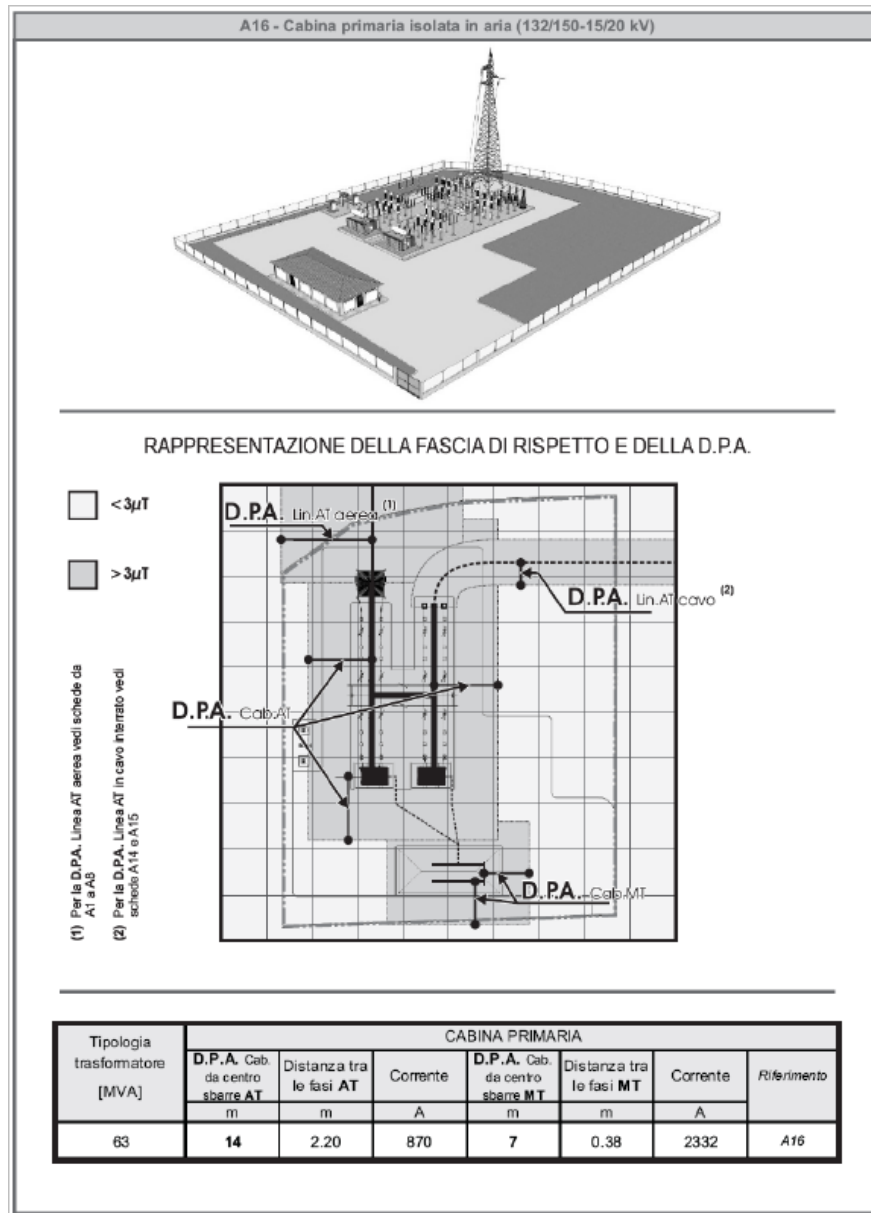 A16 - Cabina primaria isolata in aria (132/150-15/20 kV)
RAPPRESENTAZIONE DELLA FASCIA DI RISPETTO E DELLA D.P.A.
<3µT
>3µT
(1) Per la D.P.A. Linea AT aerea vedi schede da
A1 a A8
(2) Per la D.P.A. Linea AT in cavo interrato vedi
schede A14 e A15
D.P.A. Lin.AT aerea (1)
D.P.A. Lin.AT cavo (2)
D.P.A. Cab.AT
D.P.A. Cab.MT
Tipologia
trasformatore
[MVA]
CABINA PRIMARIA
D.P.A. Cab.
da centro
sbarre AT
Distanza tra
le fasi AT
Corrente
D.P.A. Cab.
da centro
sbarre MT
Distanza tra
le fasi MT
Corrente
Riferimento
m
m
A
m
m
A
63
14
2.20
870
7
0.38
2332
A16